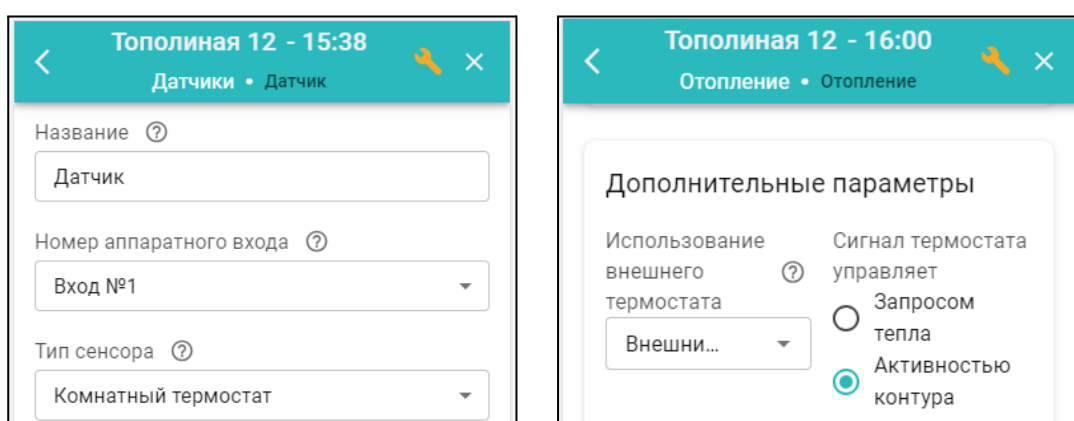 Тополиная 12 - 15:38
Датчики • Датчик
Название
Датчик
Номер аппаратного входа
Вход №1
Тип сенсора
Комнатный термостат
Тополиная 12 - 16:00
Отопление • Отопление
Дополнительные параметры
Использование
внешнего
термостата
Внешни...
Сигнал термостата
управляет
Запросом
тепла
Активностью
контура